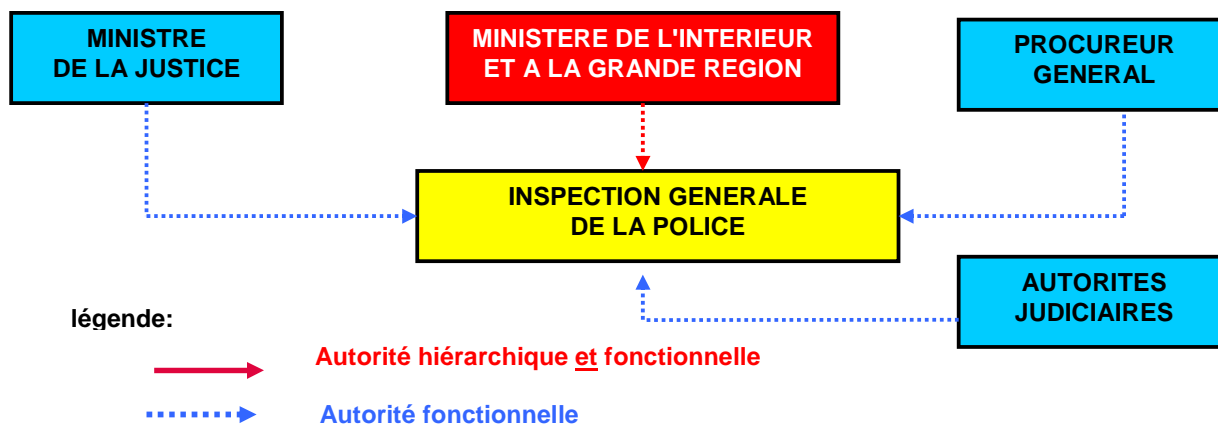 MINISTRE
DE LA JUSTICE
MINISTERE DE L'INTERIEUR
ET A LA GRANDE REGION
PROCUREUR
GENERAL
INSPECTION GENERALE
DE LA POLICE
AUTORITES
JUDICIAIRES
légende:
Autorité hiérarchique et fonctionnelle
Autorité fonctionnelle